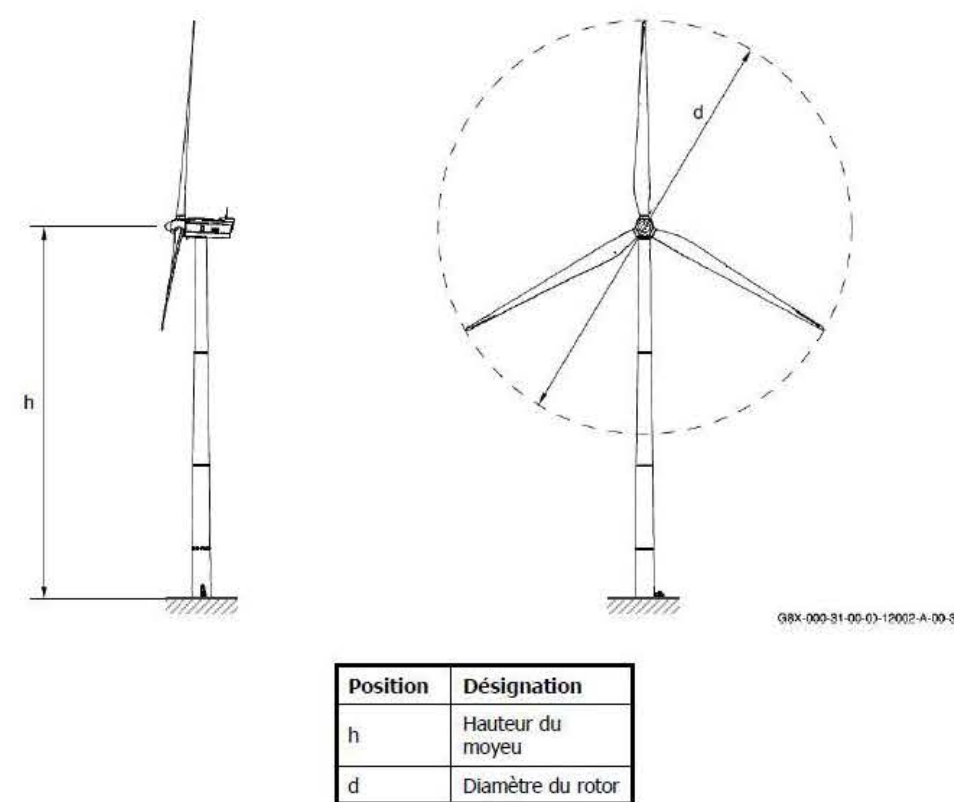 d
h
G8X-000-31-00-00-12002-A-00-3
Position Désignation
h Hauteur du
moyeu
d Diamètre du rotor